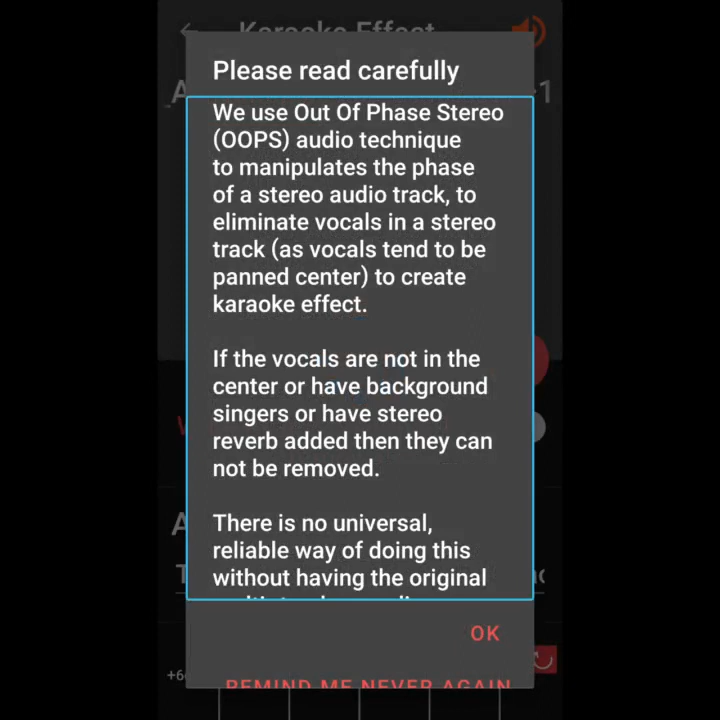 Karaoke Effect
Please read carefully
We use Out Of Phase Stereo
(OOPS) audio technique
to manipulates the phase
of a stereo audio track, to
eliminate vocals in a stereo
track (as vocals tend to be
panned center) to create
karaoke effect.
If the vocals are not in the
center or have background
singers or have stereo
reverb added then they can
not be removed.
There is no universal,
reliable way of doing this
without having the original
OK
REMIND ME NEVER AGAIN